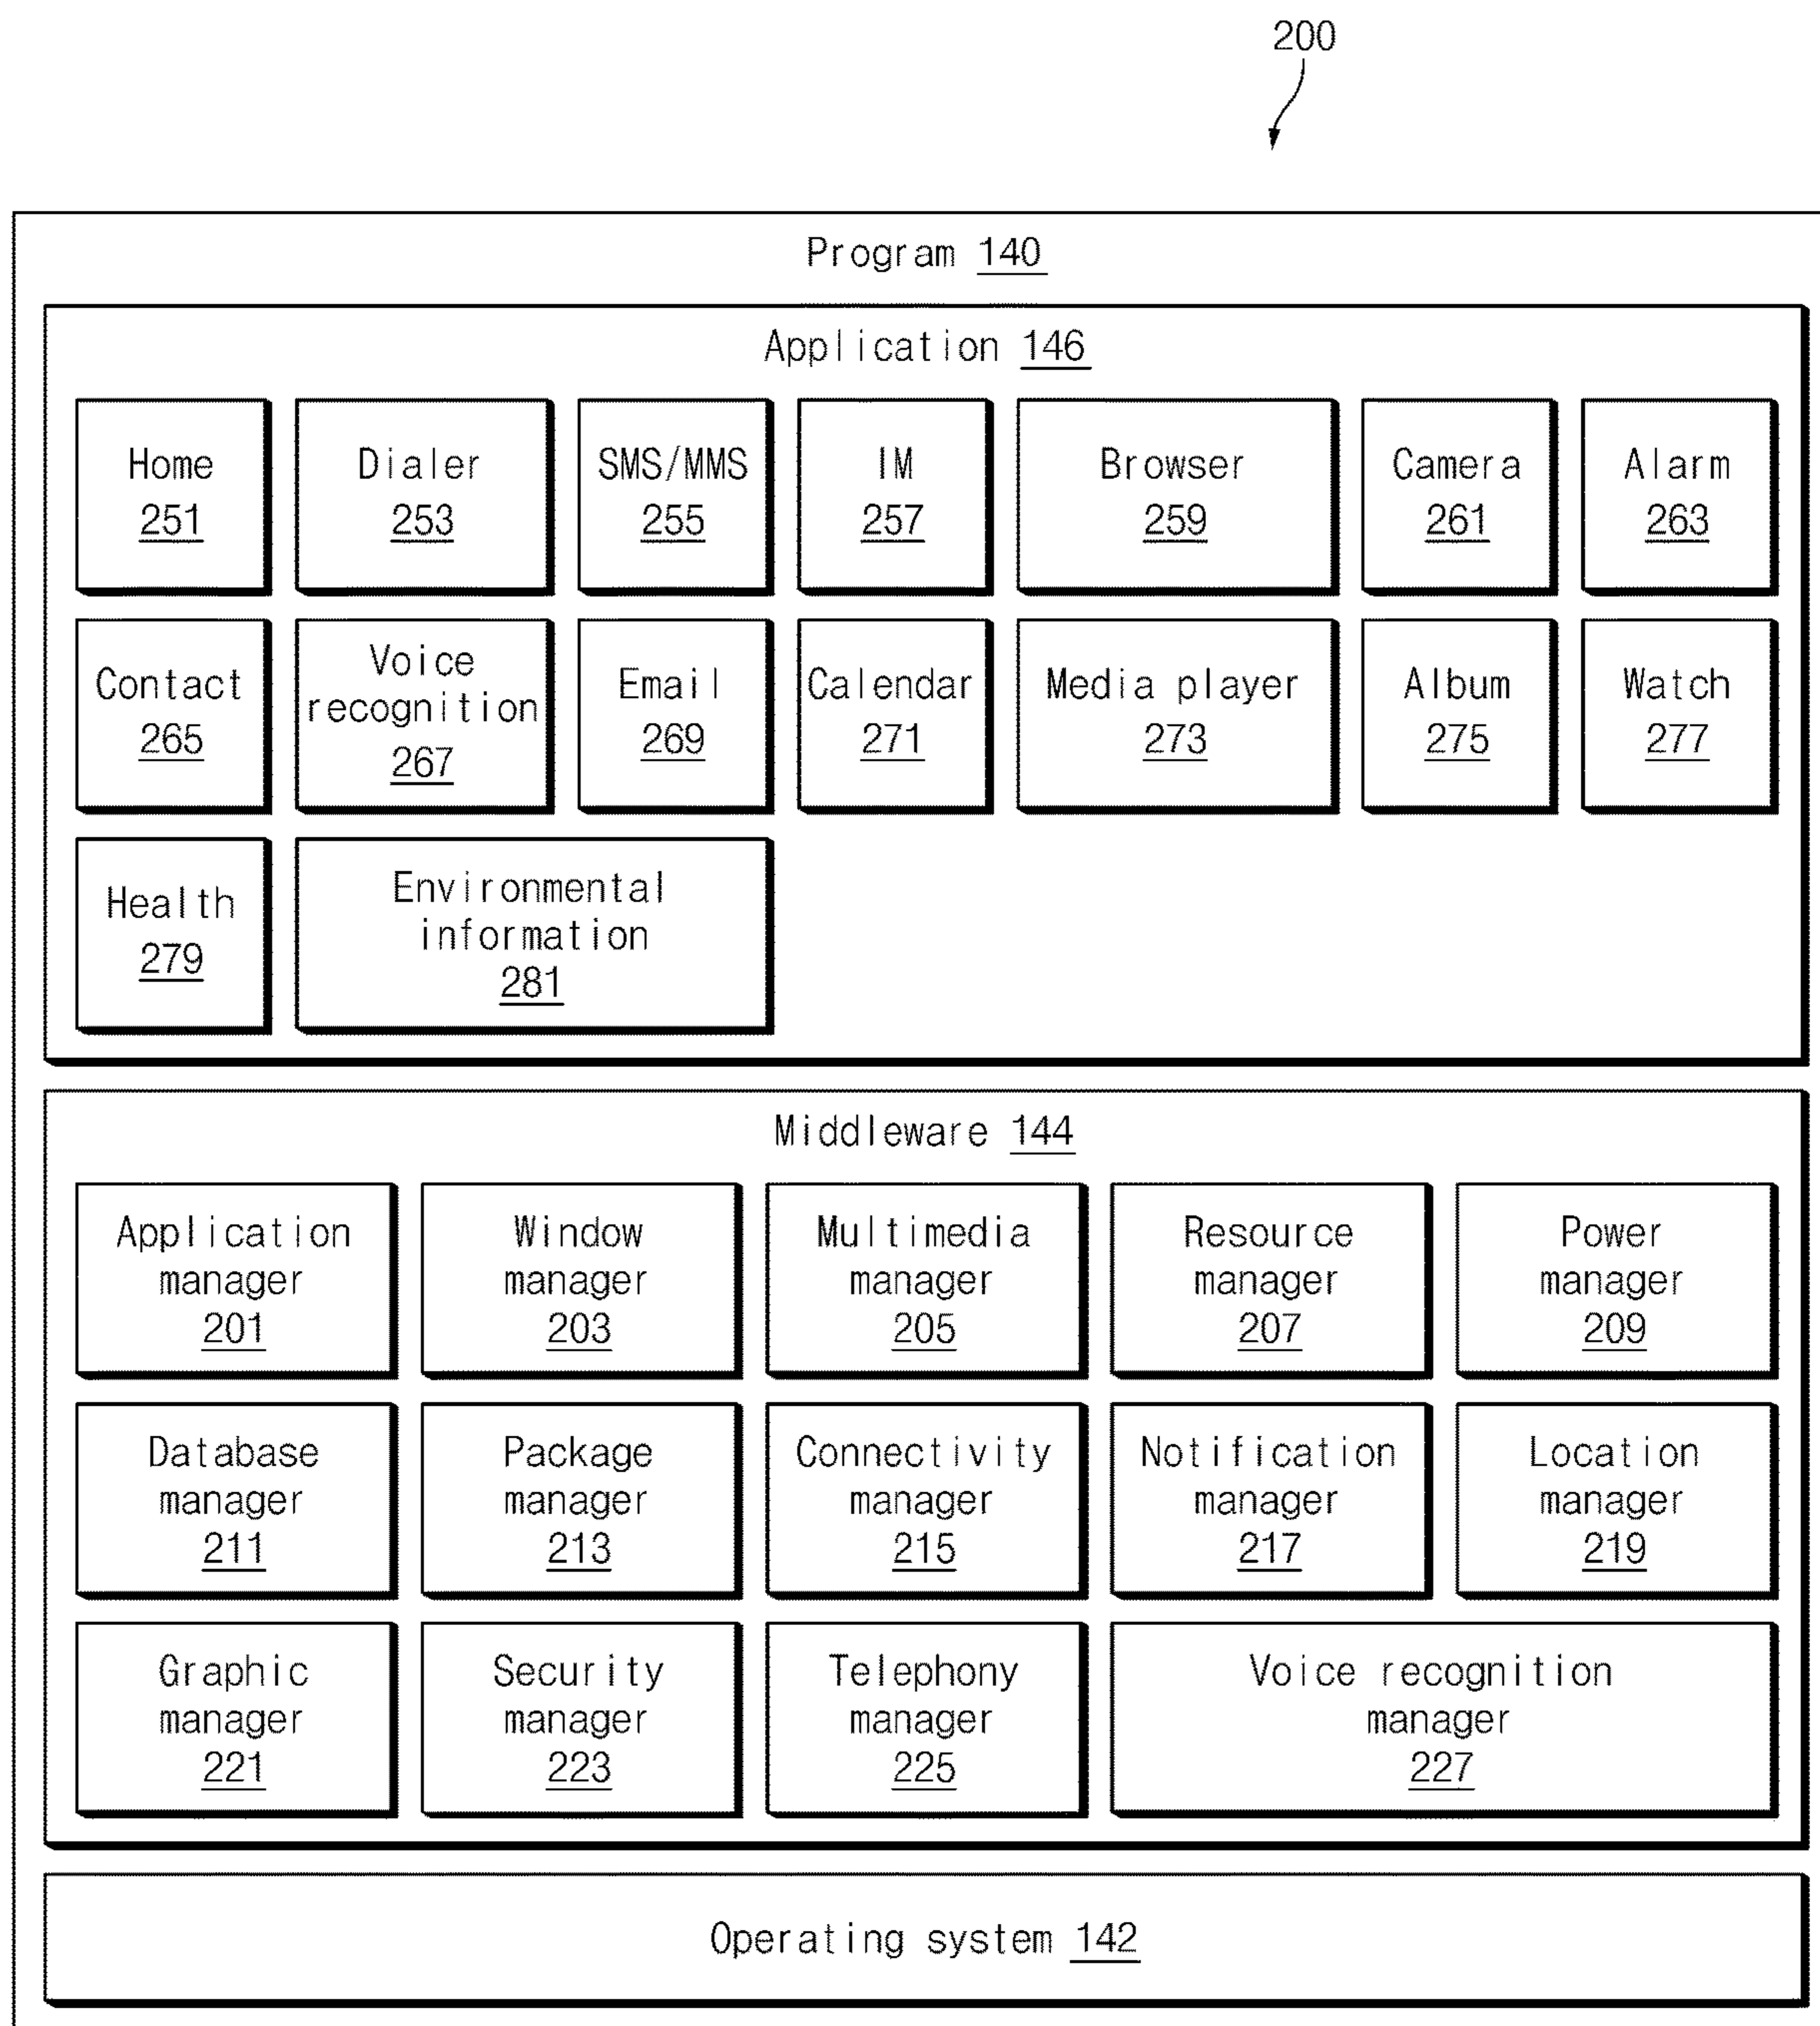 200
Program 140
Application 146
Home
251
Dialer
253
SMS/MMS
255
IM
257
Browser
259
Camera
261
Alarm
263
Contact
265
Voice
recognition
267
Email
269
Calendar
271
Media player
273
Album
275
Watch
277
Health
279
Environmental
information
281
Middleware 144
Application
manager
201
Window
manager
203
Multimedia
manager
205
Resource
manager
207
Power
manager
209
Database
manager
211
Package
manager
213
Connectivity
manager
215
Notification
manager
217
Location
manager
219
Graphic
manager
221
Security
manager
223
Telephony
manager
225
Voice recognition
manager
227
Operating system 142